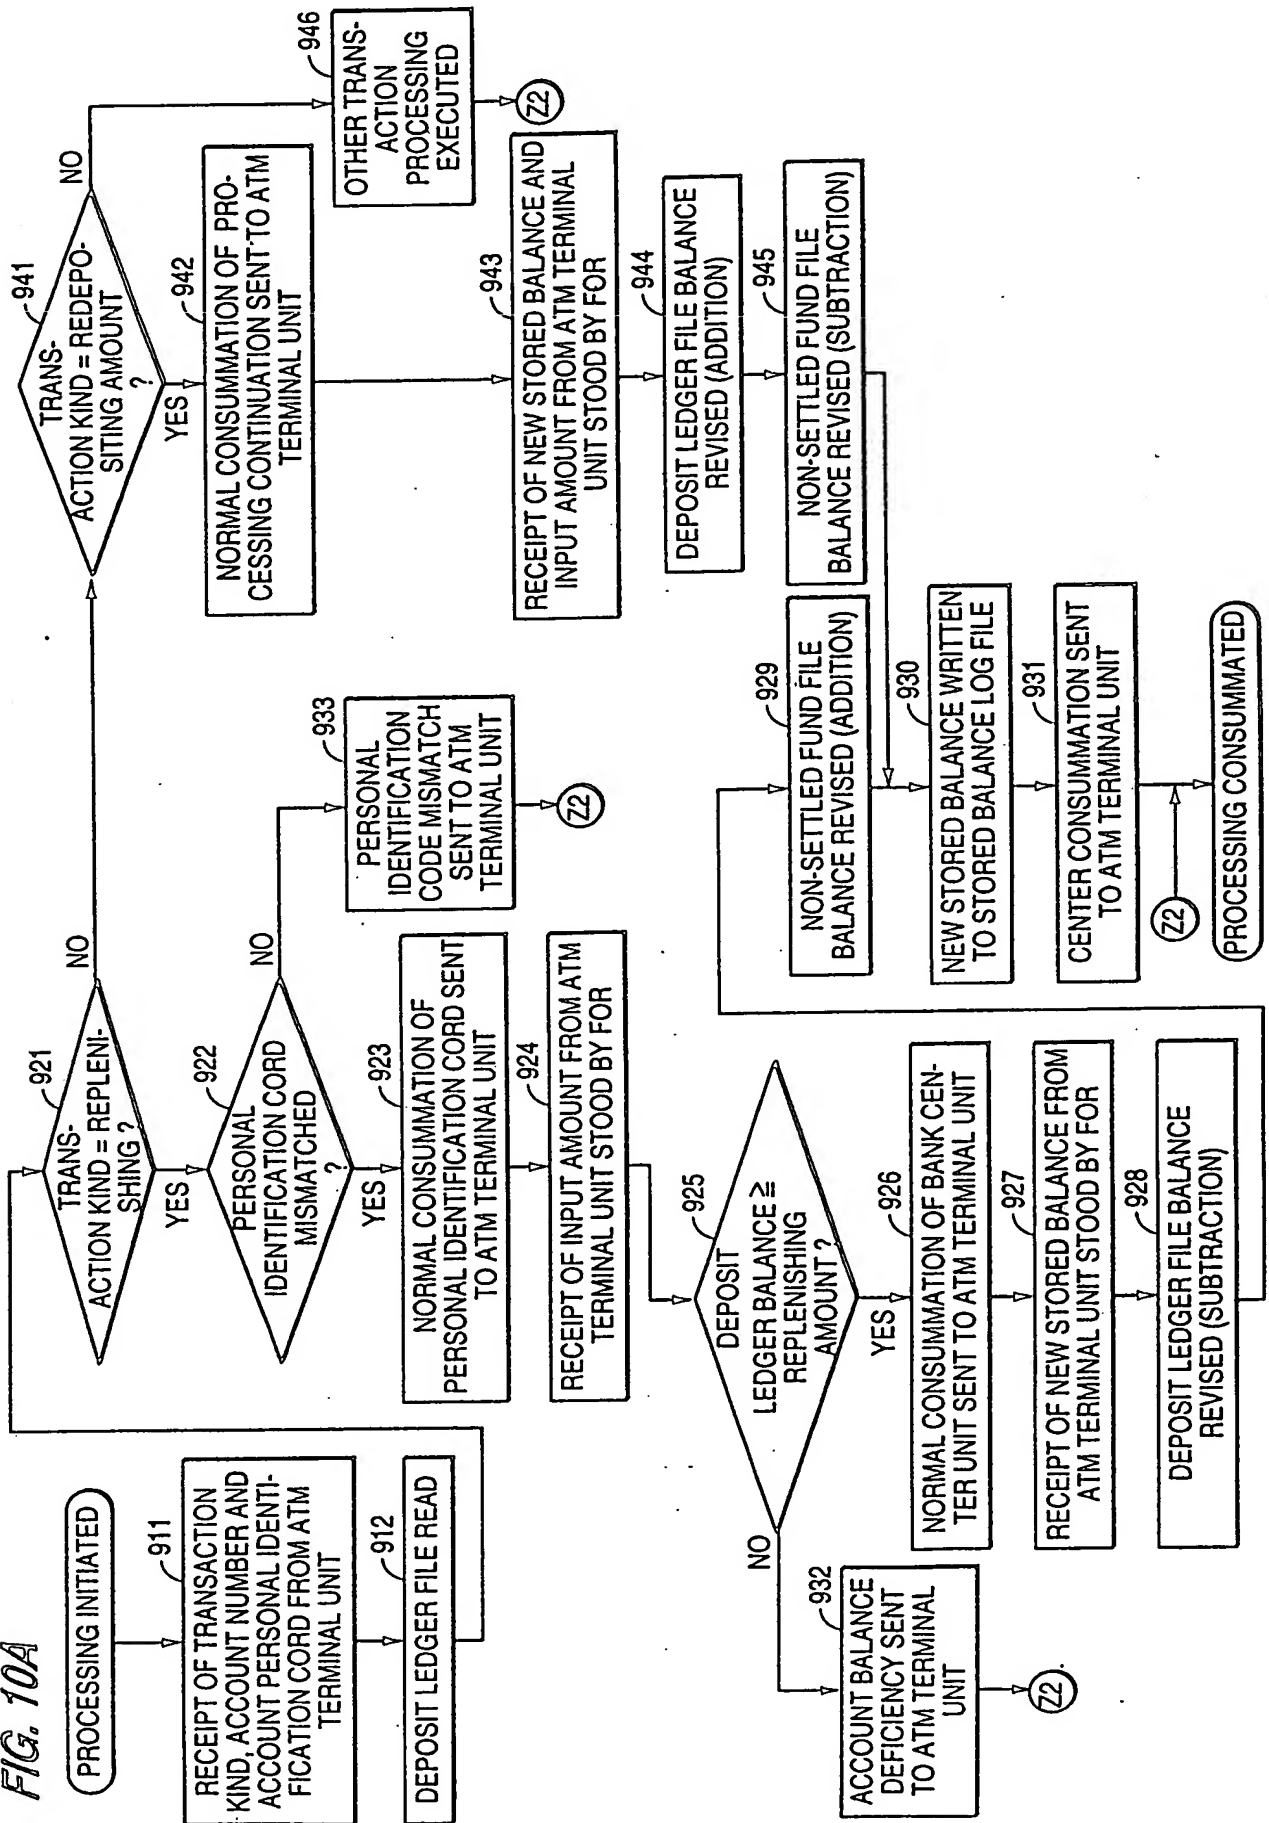 FIG. 10A
PROCESSING INITIATED
911
RECEIPT OF TRANSACTION
KIND, ACCOUNT NUMBER AND
ACCOUNT PERSONAL IDENTI-
FICATION CORD FROM ATM
TERMINAL UNIT
912
DEPOSIT LEDGER FILE READ
921
TRANS-
ACTION KIND = REPLENI-
SHING ?
NO
YES
922
PERSONAL
IDENTIFICATION CORD
MISMATCHED
?
NO
YES
923
NORMAL CONSUMMATION OF
PERSONAL IDENTIFICATION CORD SENT
TO ATM TERMINAL UNIT
924
RECEIPT OF INPUT AMOUNT FROM ATM
TERMINAL UNIT STOOD BY FOR
933
PERSONAL
IDENTIFICATION
CODE MISMATCH
SENT TO ATM
TERMINAL UNIT
Z2
925
DEPOSIT
LEDGER BALANCE ≧
REPLENISHING
AMOUNT ?
NO
YES
932
ACCOUNT BALANCE
DEFICIENCY SENT
TO ATM TERMINAL
UNIT
Z2
926
NORMAL CONSUMMATION OF BANK CEN-
TER UNIT SENT TO ATM TERMINAL UNIT
927
RECEIPT OF NEW STORED BALANCE FROM
ATM TERMINAL UNIT STOOD BY FOR
928
DEPOSIT LEDGER FILE BALANCE
REVISED (SUBTRACTION)
929
NON-SETTLED FUND FILE
BALANCE REVISED (ADDITION)
930
NEW STORED BALANCE WRITTEN
TO STORED BALANCE LOG FILE
931
CENTER CONSUMMATION SENT
TO ATM TERMINAL UNIT
Z2
PROCESSING CONSUMMATED
941
TRANS-
ACTION KIND = REDEPO-
SITING AMOUNT
?
NO
YES
942
NORMAL CONSUMMATION OF PRO-
CESSING CONTINUATION SENT TO ATM
TERMINAL UNIT
943
RECEIPT OF NEW STORED BALANCE AND
INPUT AMOUNT FROM ATM TERMINAL
UNIT STOOD BY FOR
944
DEPOSIT LEDGER FILE BALANCE
REVISED (ADDITION)
945
NON-SETTLED FUND FILE
BALANCE REVISED (SUBTRACTION)
946
OTHER TRANS-
ACTION
PROCESSING
EXECUTED
Z2